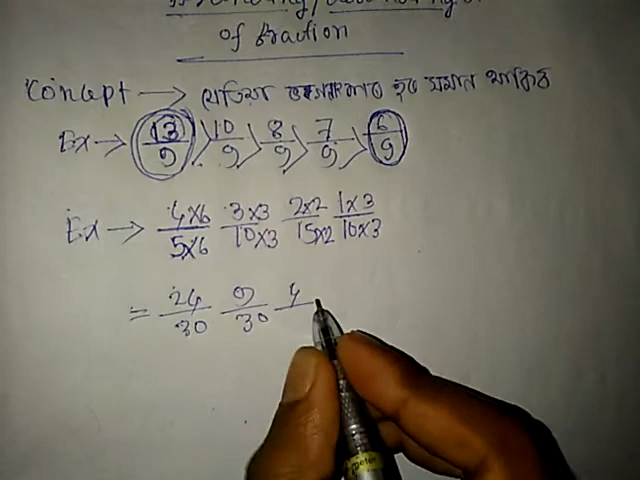 of fraction
Concept → যেতিয়া হৰ সমান থাকিব
Ex → 13/9 > 10/9 > 8/9 > 7/9 > 6/9
Ex → 4×6/5×6 3×3/10×3 2×2/15×2 1×3/10×3
= 24/30 9/30 4